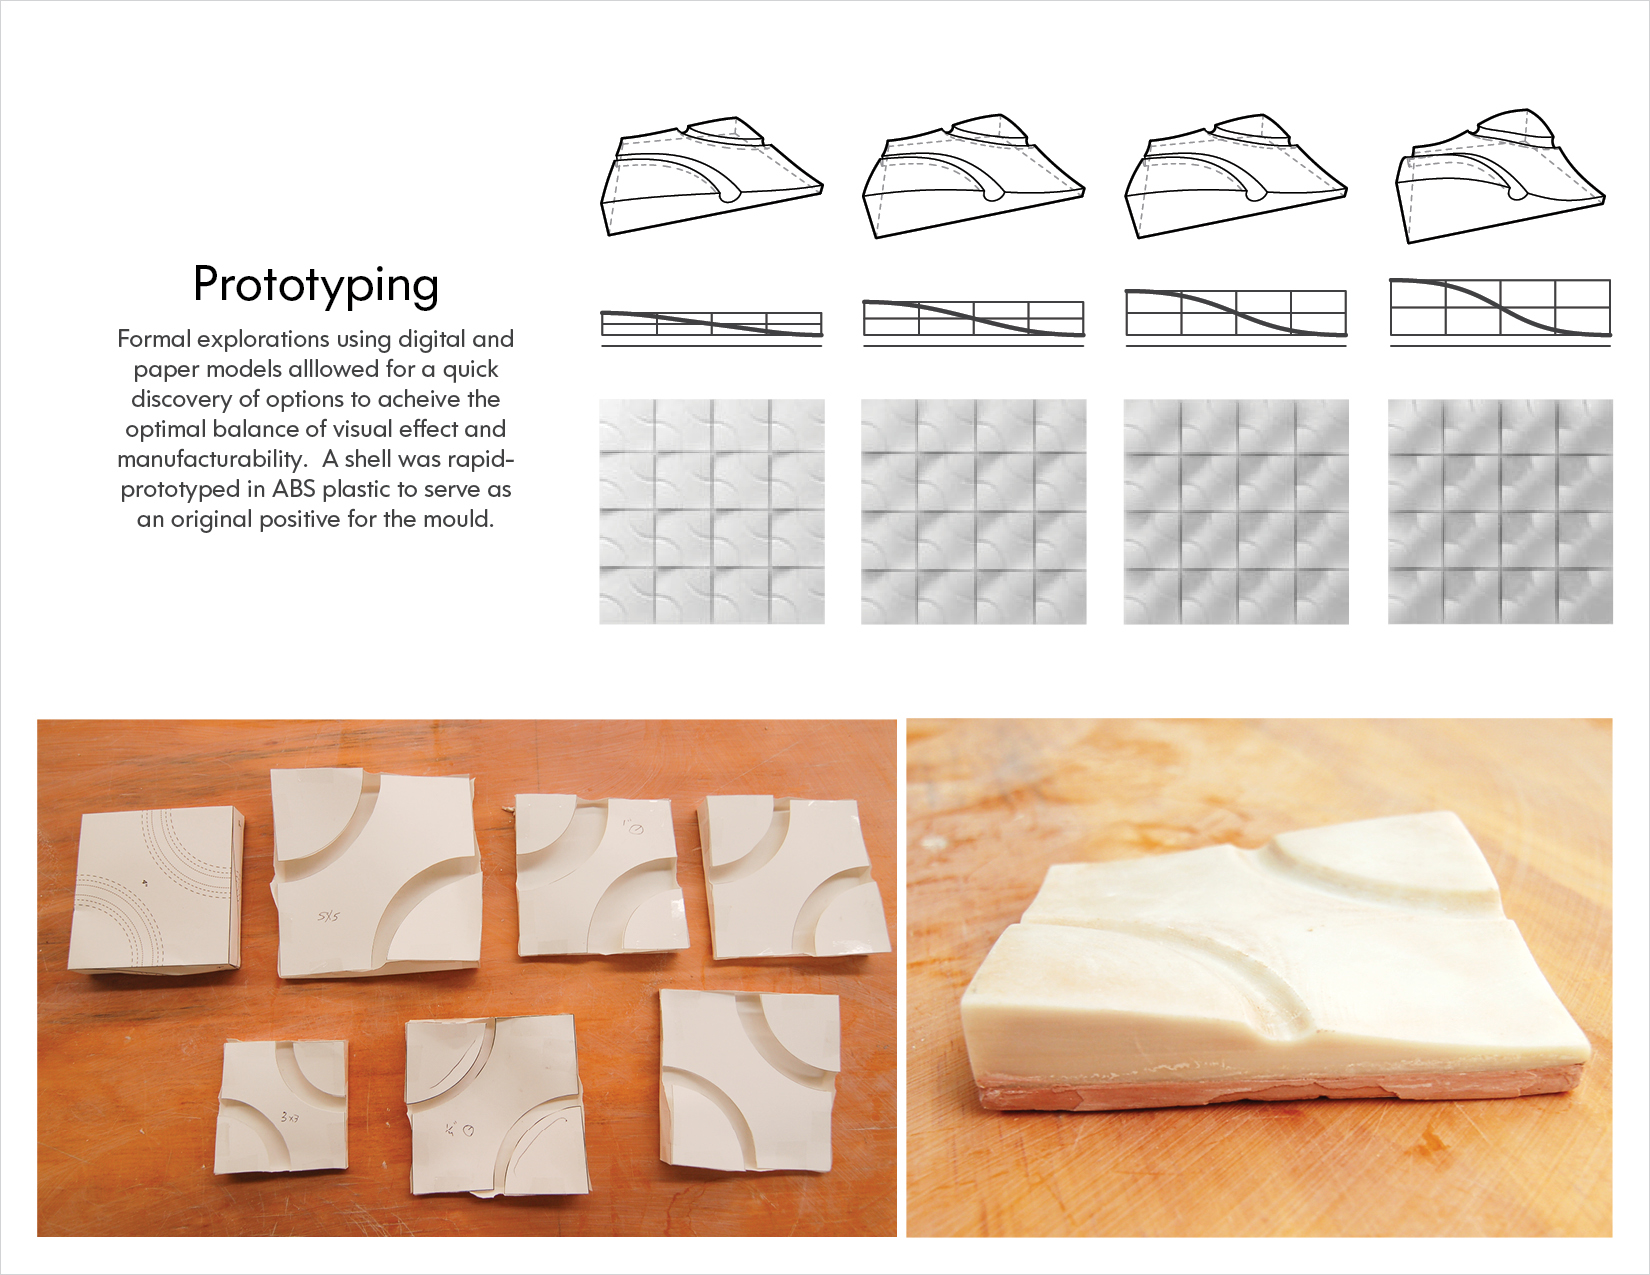 Prototyping
Formal explorations using digital and
paper models alllowed for a quick
discovery of options to acheive the
optimal balance of visual effect and
manufacturability.  A shell was rapid-
prototyped in ABS plastic to serve as
an original positive for the mould.
5X5
1"
3x3